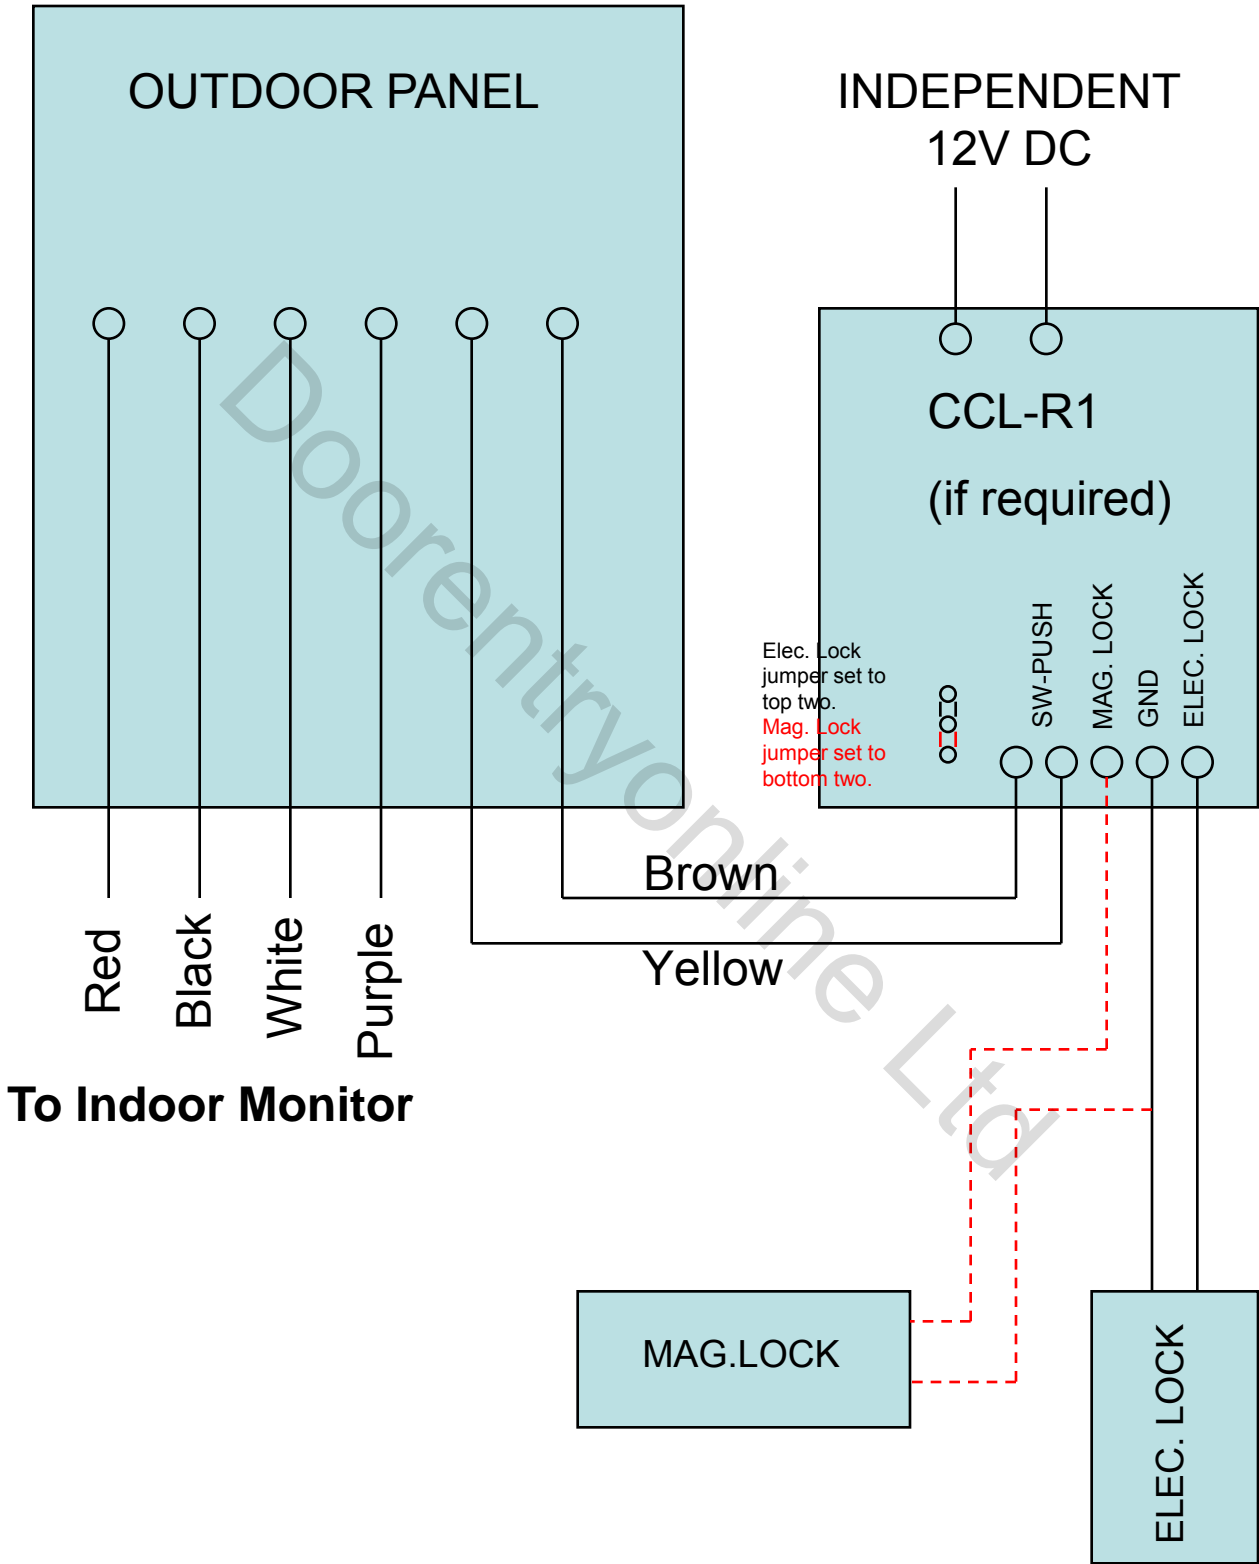 OUTDOOR PANEL
INDEPENDENT
12V DC
CCL-R1
(if required)
Elec. Lock
jumper set to
top two.
Mag. Lock
jumper set to
bottom two.
SW-PUSH
MAG. LOCK
GND
ELEC. LOCK
Brown
Yellow
Red
Black
White
Purple
To Indoor Monitor
MAG.LOCK
ELEC. LOCK
Doorentryonline Ltd